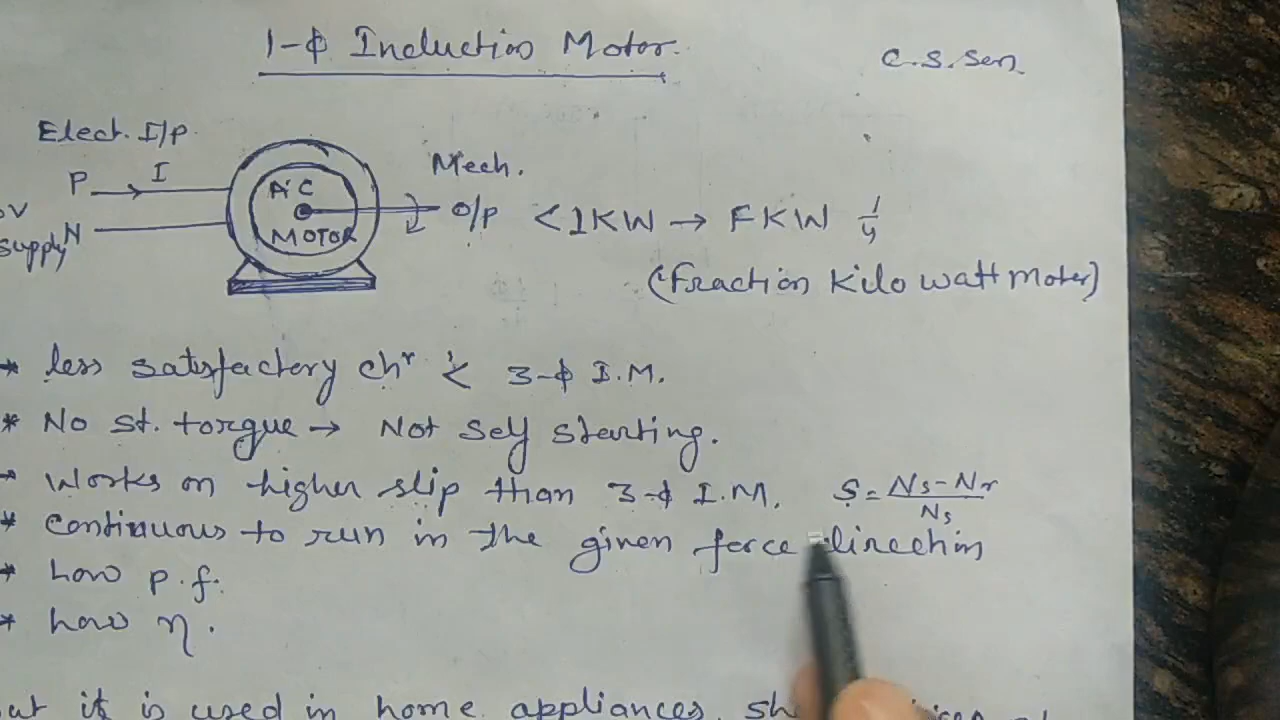 1-ϕ Induction Motor.
C.S.Sen.
Elect. I/P.
P I
N
Supply
A.C
MOTOR
Mech.
O/P < 1KW → FKW 1/4
(fraction Kilo watt moter)
* less satisfactory chr < 3-ϕ I.M.
* No st. torque → Not self starting.
* Works on higher slip than 3-ϕ I.M. S = Ns-Nr / Ns
* continuous to run in the given force direction
* low p.f.
* low η.
it is used in home appliances,